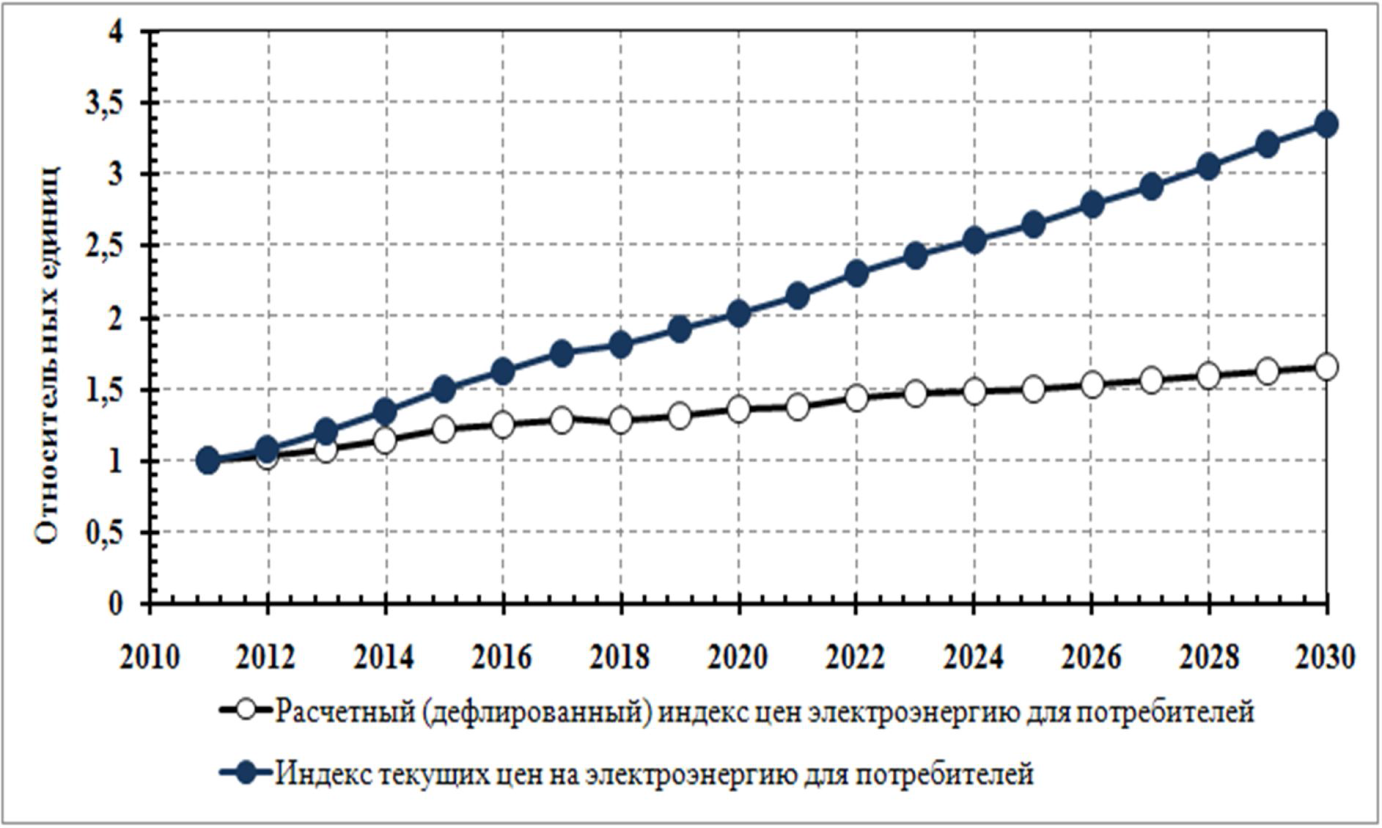 4
3,5
3
2,5
2
1,5
1
0,5
0
Относительных единиц
2010 2012 2014 2016 2018 2020 2022 2024 2026 2028 2030
Расчетный (дефлированный) индекс цен электроэнергию для потребителей
Индекс текущих цен на электроэнергию для потребителей